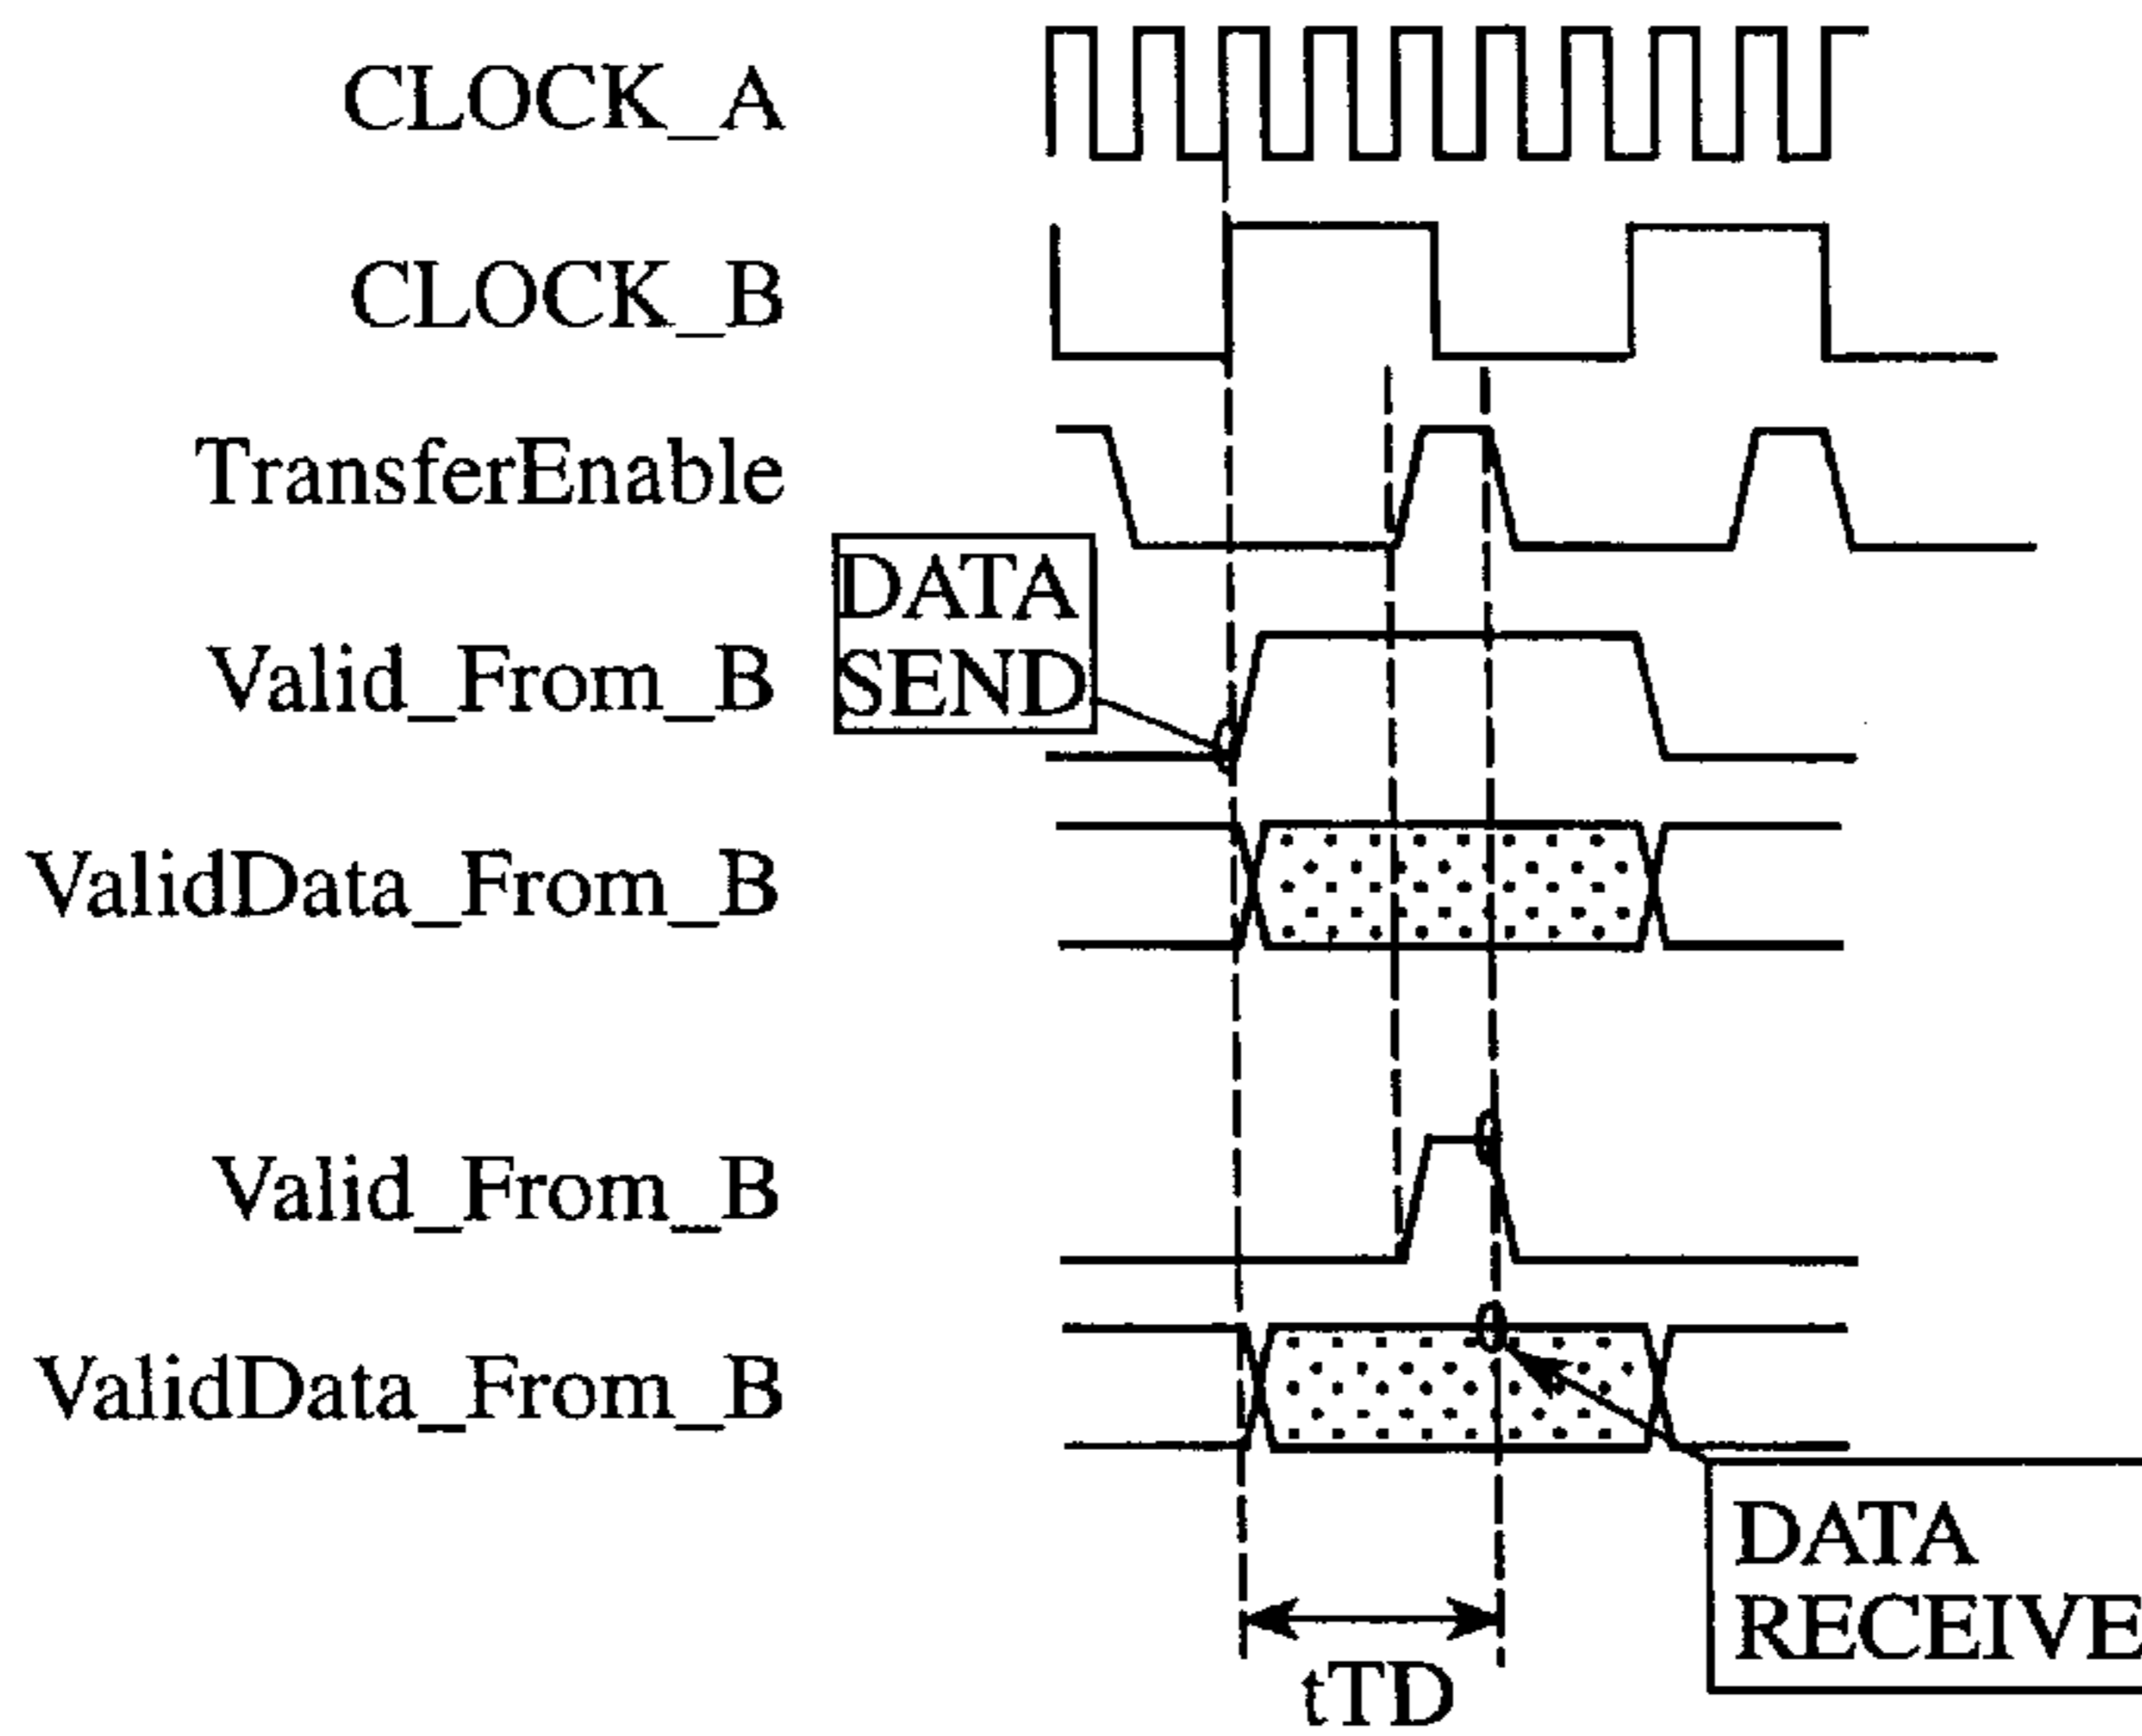 CLOCK_A
CLOCK_B
TransferEnable
DATA
SEND
Valid_From_B
ValidData_From_B
Valid_From_B
ValidData_From_B
DATA
RECEIVE
tTD